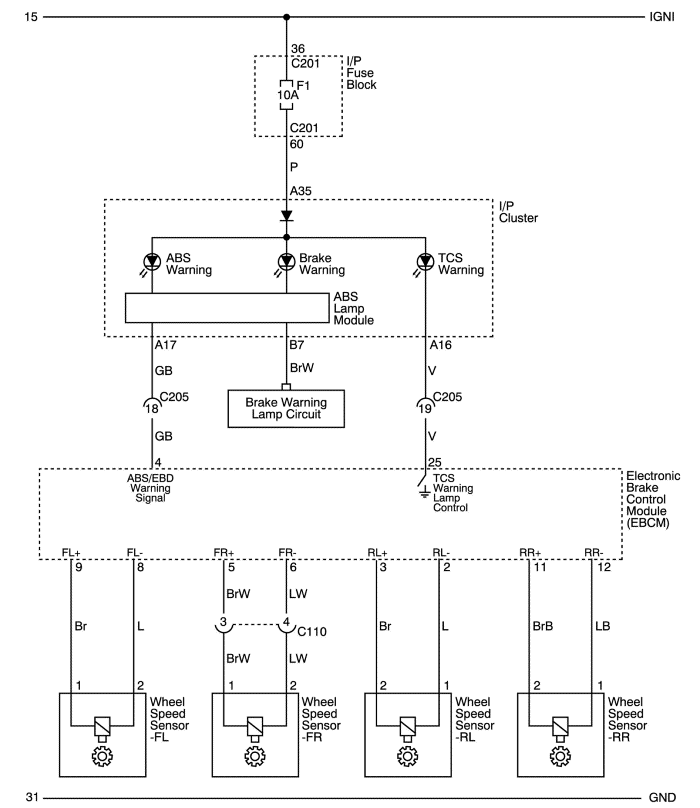 15 IGNI
36
C201 I/P
Fuse
Block
F1
10A
C201
60
P
A35
I/P
Cluster
ABS
Warning
Brake
Warning
TCS
Warning
ABS
Lamp
Module
A17 B7 A16
GB BrW V
C205
18
Brake Warning
Lamp Circuit
C205
19
GB V
4 25
ABS/EBD
Warning
Signal
TCS
Warning
Lamp
Control
Electronic
Brake
Control
Module
(EBCM)
FL+ FL- FR+ FR- RL+ RL- RR+ RR-
9 8 5 6 3 2 11 12
BrW LW
3 4 C110
Br L Br L BrB LB
BrW LW
1 2 1 2 2 1 2 1
Wheel
Speed
Sensor
-FL
Wheel
Speed
Sensor
-FR
Wheel
Speed
Sensor
-RL
Wheel
Speed
Sensor
-RR
31 GND